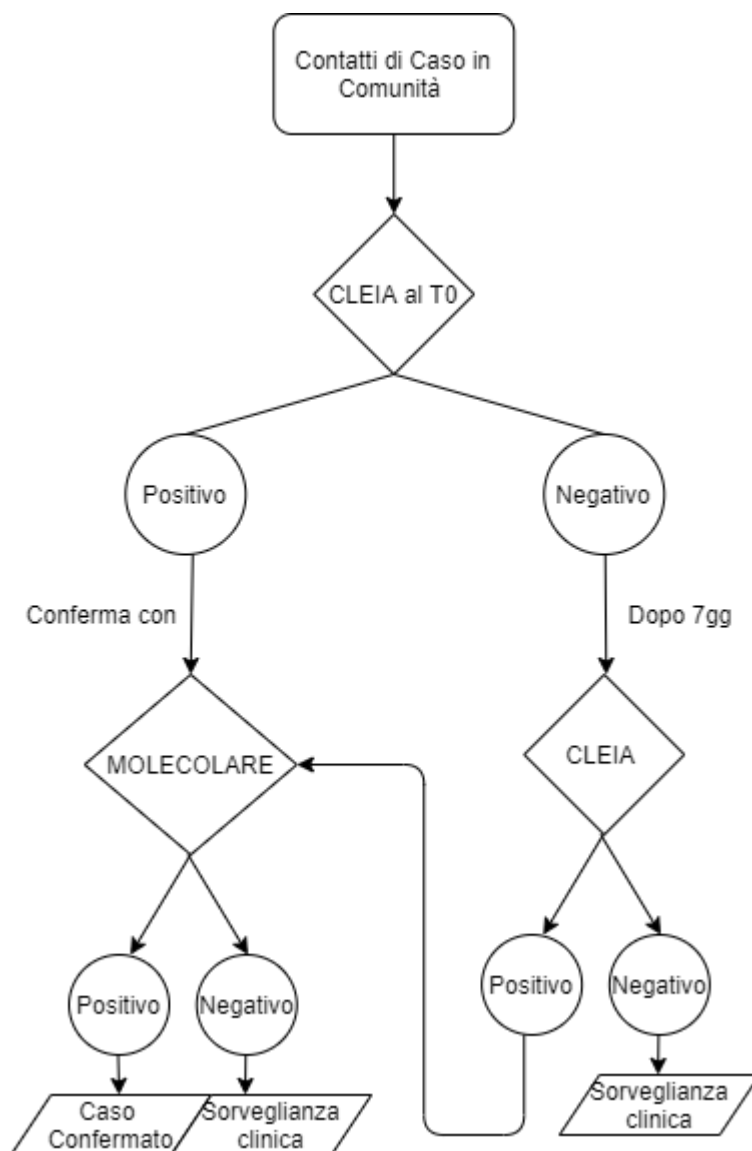 Contatti di Caso in
Comunità
CLEIA al T0
Positivo
Negativo
Conferma con
Dopo 7gg
MOLECOLARE
CLEIA
Positivo
Negativo
Positivo
Negativo
Caso
Confermato
Sorveglianza
clinica
Sorveglianza
clinica